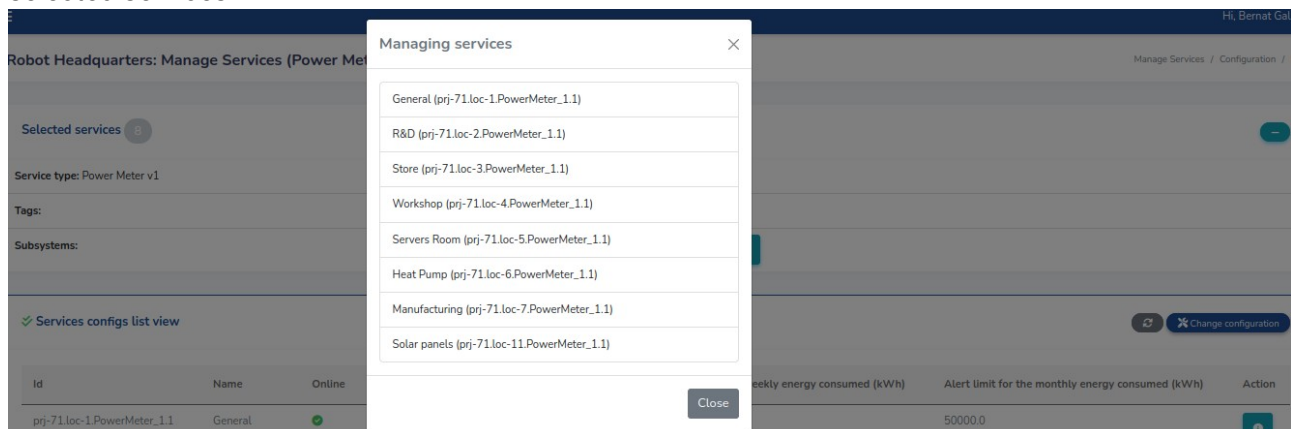 Hi, Bernat Gal
Robot Headquarters: Manage Services (Power Met
Manage Services / Configuration /
Managing services
General (prj-71.loc-1.PowerMeter_1.1)
R&D (prj-71.loc-2.PowerMeter_1.1)
Store (prj-71.loc-3.PowerMeter_1.1)
Workshop (prj-71.loc-4.PowerMeter_1.1)
Servers Room (prj-71.loc-5.PowerMeter_1.1)
Heat Pump (prj-71.loc-6.PowerMeter_1.1)
Manufacturing (prj-71.loc-7.PowerMeter_1.1)
Solar panels (prj-71.loc-11.PowerMeter_1.1)
Close
Selected services 8
Service type: Power Meter v1
Tags:
Subsystems:
Services configs list view
Change configuration
Id Name Online eekly energy consumed (kWh) Alert limit for the monthly energy consumed (kWh) Action
prj-71.loc-1.PowerMeter_1.1 General 50000.0